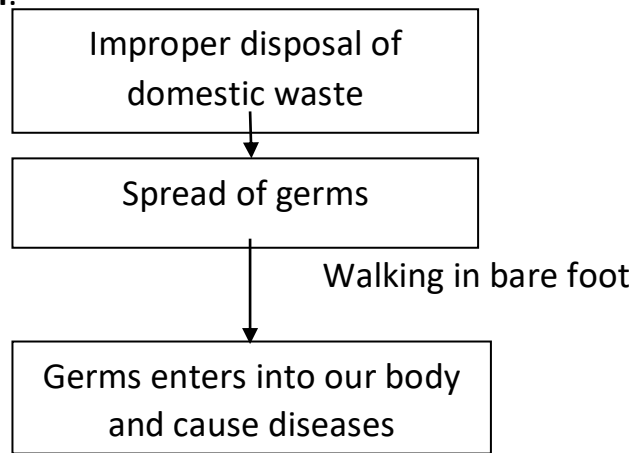 Improper disposal of
domestic waste
Spread of germs
Walking in bare foot
Germs enters into our body
and cause diseases